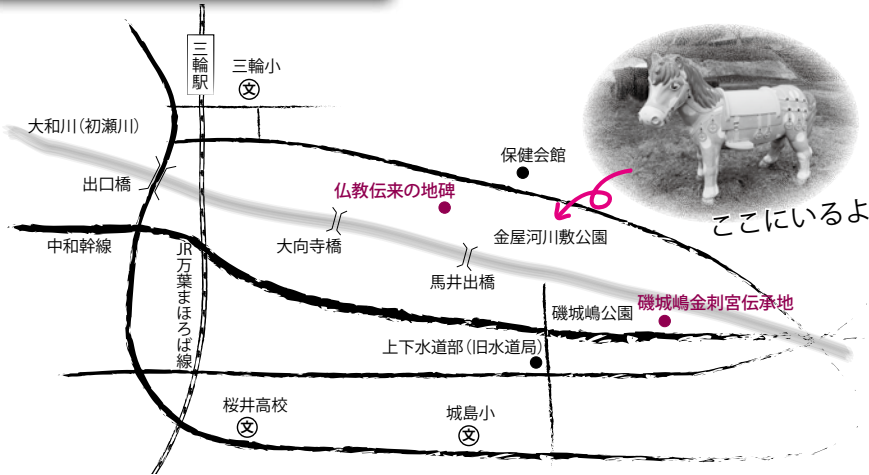 三輪駅
三輪小
文
大和川（初瀬川）
保健会館
出口橋
仏教伝来の地碑
ここにいるよ
中和幹線
大向寺橋
金屋河川敷公園
馬井出橋
JR万葉まほろば線
磯城嶋公園
磯城嶋金刺宮伝承地
上下水道部（旧水道局）
桜井高校
文
城島小
文